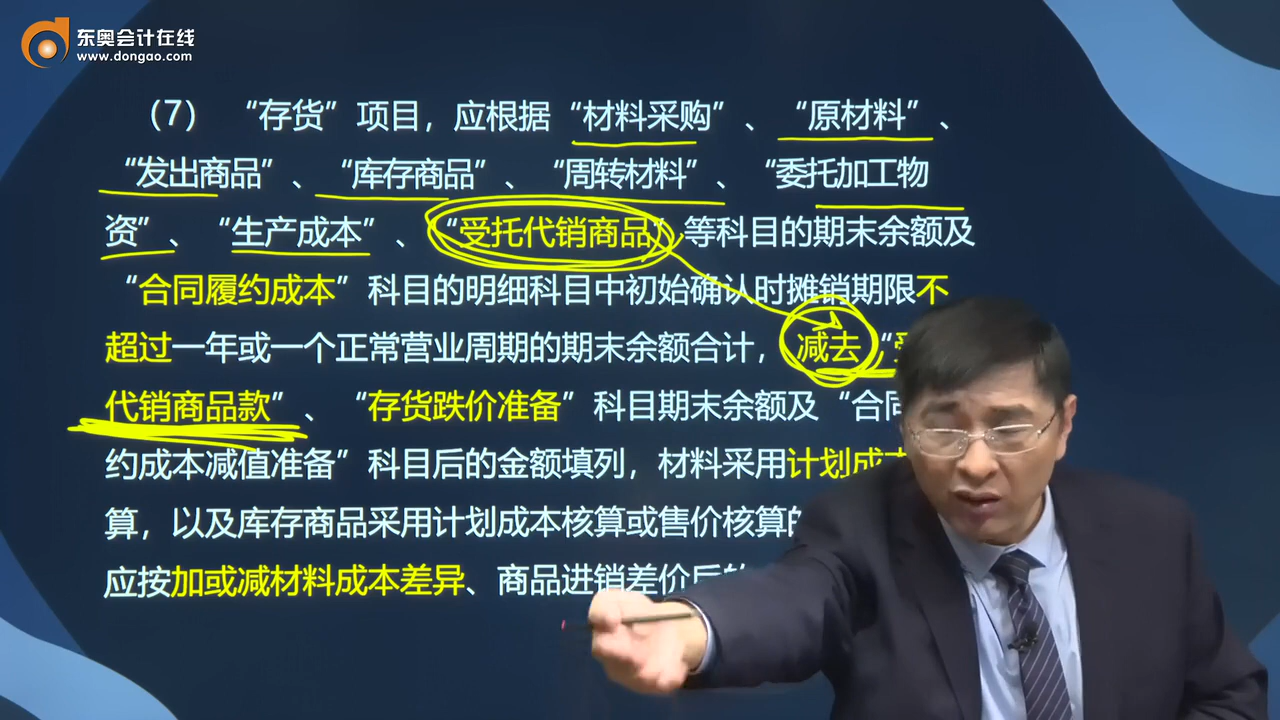 东奥会计在线
www.dongao.com
（7）“存货”项目，应根据“材料采购”、“原材料”、
“发出商品”、“库存商品”、“周转材料”、“委托加工物
资”、“生产成本”、“受托代销商品”等科目的期末余额及
“合同履约成本”科目的明细科目中初始确认时摊销期限不
超过一年或一个正常营业周期的期末余额合计，减去“
代销商品款”、“存货跌价准备”科目期末余额及“合同
约成本减值准备”科目后的金额填列，材料采用计划成
算，以及库存商品采用计划成本核算或售价核算的
应按加或减材料成本差异、商品进销差价后